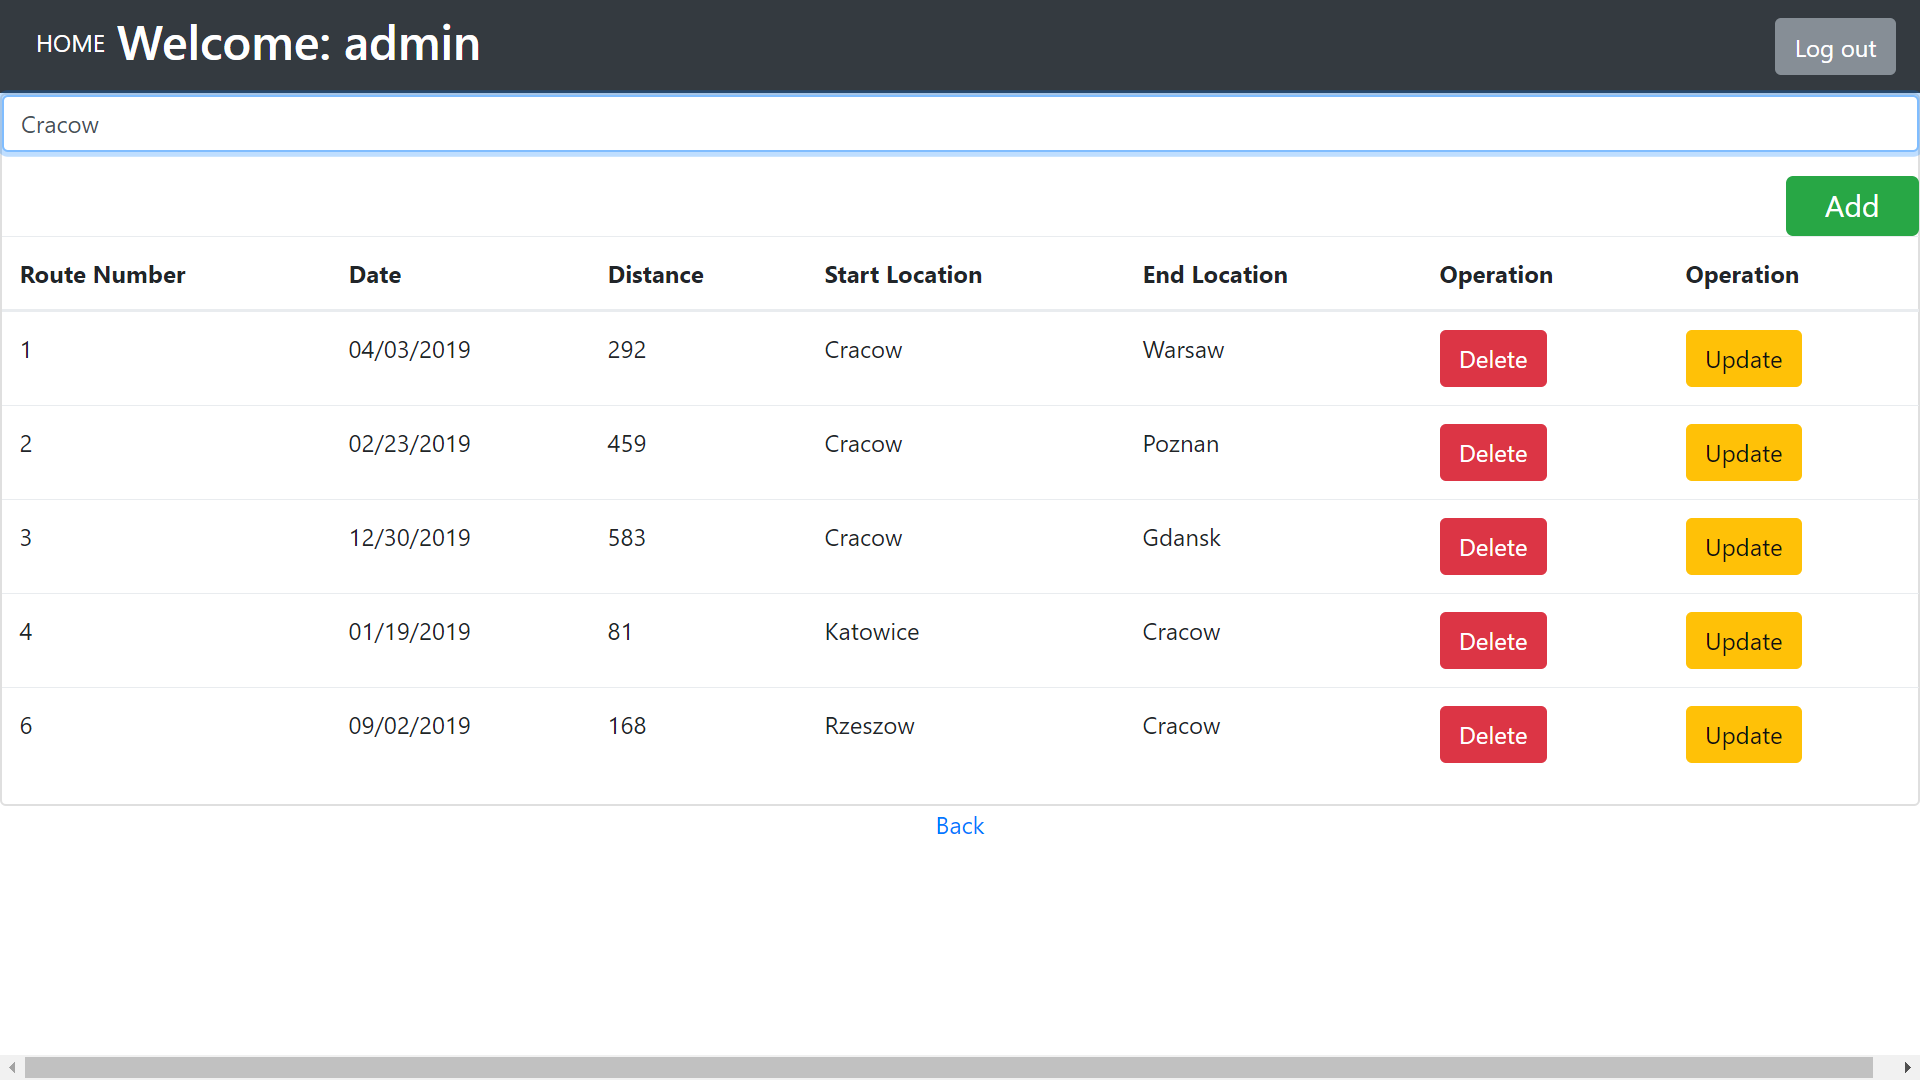 HOME Welcome: admin Log out
Cracow
Add
Route Number Date Distance Start Location End Location Operation Operation
1 04/03/2019 292 Cracow Warsaw Delete Update
2 02/23/2019 459 Cracow Poznan Delete Update
3 12/30/2019 583 Cracow Gdansk Delete Update
4 01/19/2019 81 Katowice Cracow Delete Update
6 09/02/2019 168 Rzeszow Cracow Delete Update
Back